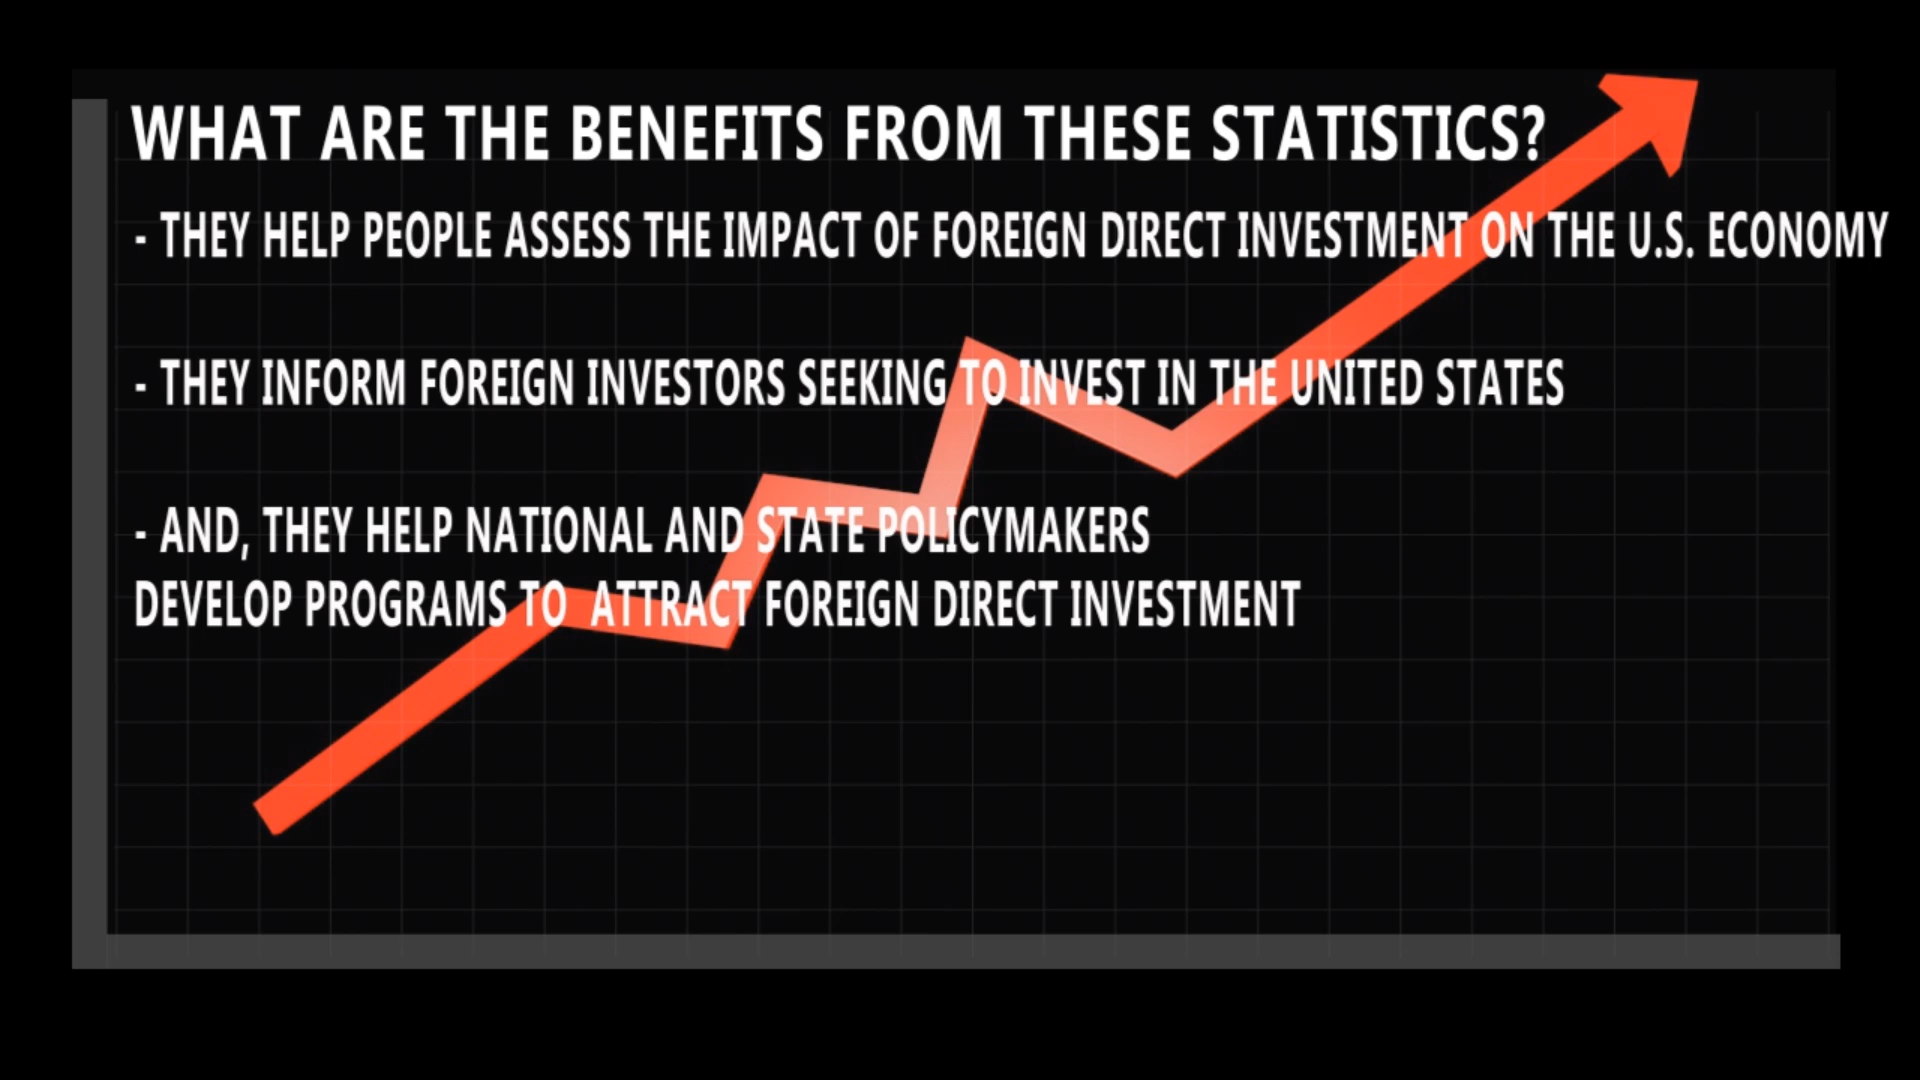 WHAT ARE THE BENEFITS FROM THESE STATISTICS?
- THEY HELP PEOPLE ASSESS THE IMPACT OF FOREIGN DIRECT INVESTMENT ON THE U.S. ECONOMY
- THEY INFORM FOREIGN INVESTORS SEEKING TO INVEST IN THE UNITED STATES
- AND, THEY HELP NATIONAL AND STATE POLICYMAKERS
DEVELOP PROGRAMS TO  ATTRACT FOREIGN DIRECT INVESTMENT